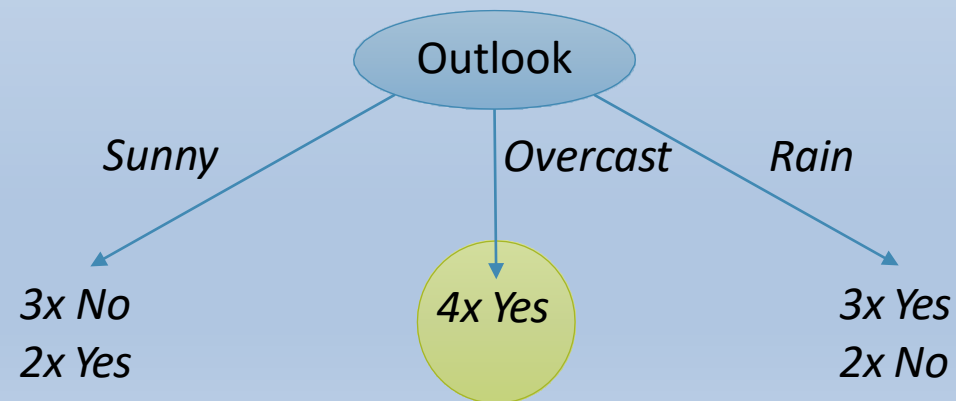 Outlook
Sunny
Overcast
Rain
3x No
2x Yes
4x Yes
3x Yes
2x No